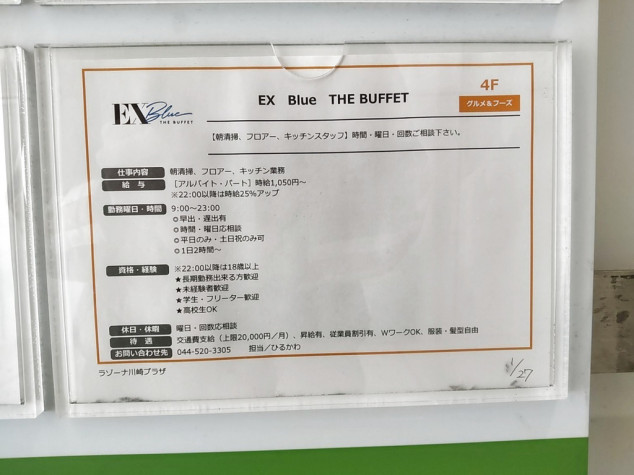 EX Blue THE BUFFET
EX Blue THE BUFFET
4F
グルメ&フーズ
【朝清掃、フロアー、キッチンスタッフ】時間・曜日・回数ご相談下さい。
仕事内容 朝清掃、フロアー、キッチン業務
給 与 [アルバイト・パート] 時給1,050円～
※22:00以降は時給25%アップ
勤務曜日・時間 9:00～23:00
◎早出・遅出有
◎時間・曜日応相談
◎平日のみ・土日祝のみ可
◎1日2時間～
資格・経験 ※22:00以降は18歳以上
★長期勤務出来る方歓迎
★未経験者歓迎
★学生・フリーター歓迎
★高校生OK
休日・休暇 曜日・回数応相談
待 遇 交通費支給（上限20,000円／月）、昇給有、従業員割引有、WワークOK、服装・髪型自由
お問い合わせ先 044-520-3305 担当／ひるかわ
ラゾーナ川崎プラザ
1/27